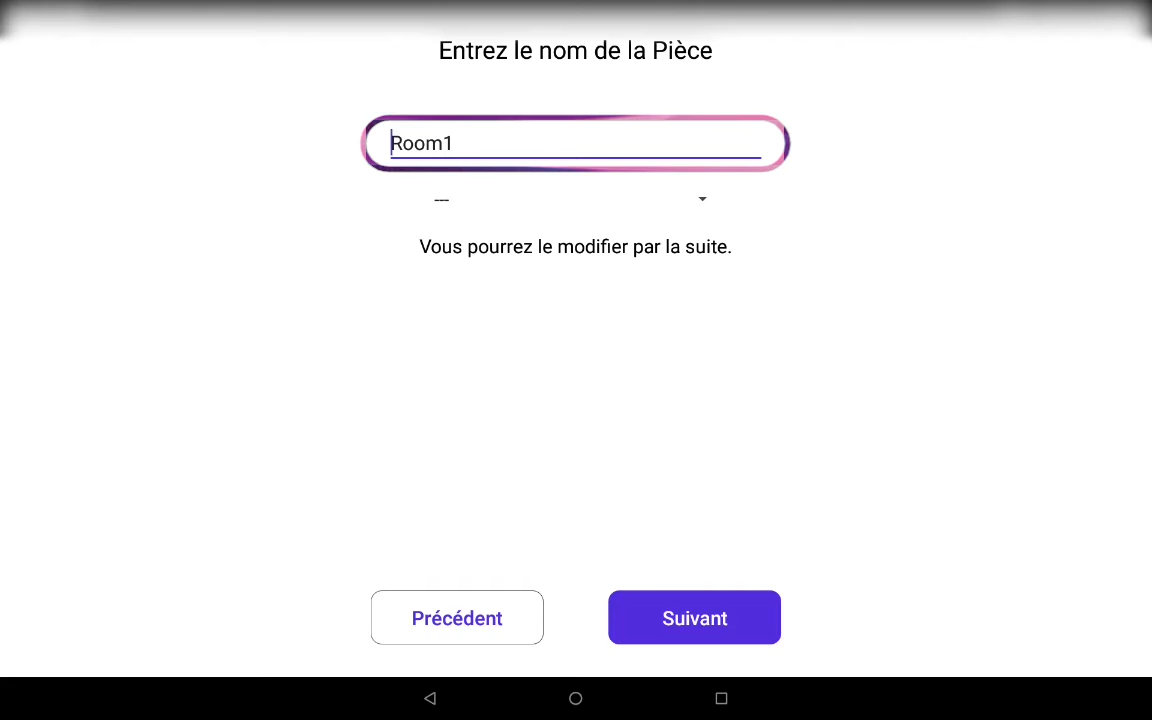 Entrez le nom de la Pièce
Room1
---
Vous pourrez le modifier par la suite.
Précédent
Suivant